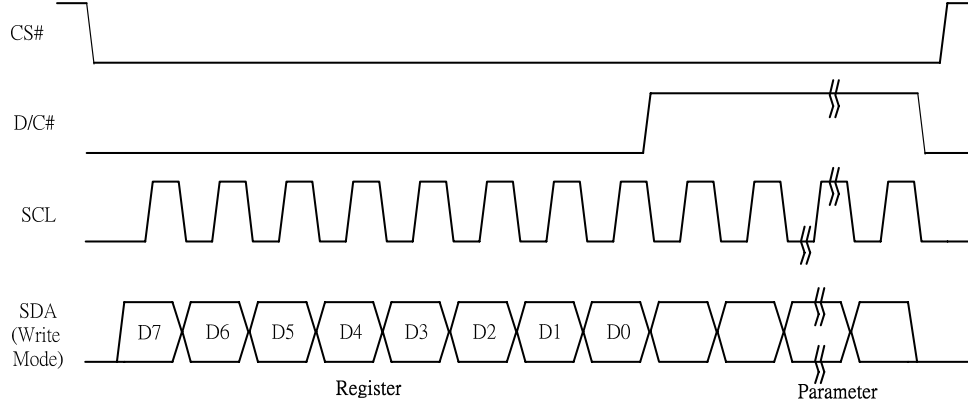 CS#
D/C#
SCL
SDA
(Write
Mode)
D7 D6 D5 D4 D3 D2 D1 D0
Register
Parameter